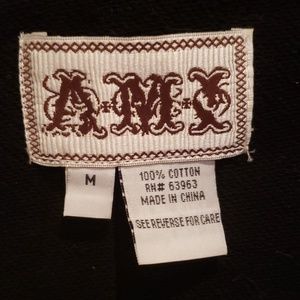 A·M·I
M
100% COTTON
RN# 63963
MADE IN CHINA
SEE REVERSE FOR CARE